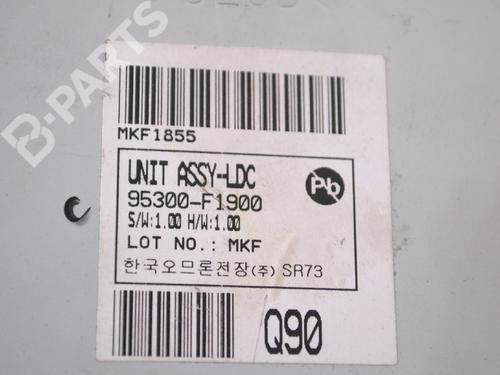 B-PARTS
MKF1855
UNIT ASSY-LDC
95300-F1900
S/W:1.00 H/W:1.00
LOT NO.: MKF
Pb
한국오므론전장(주) SR73
Q90